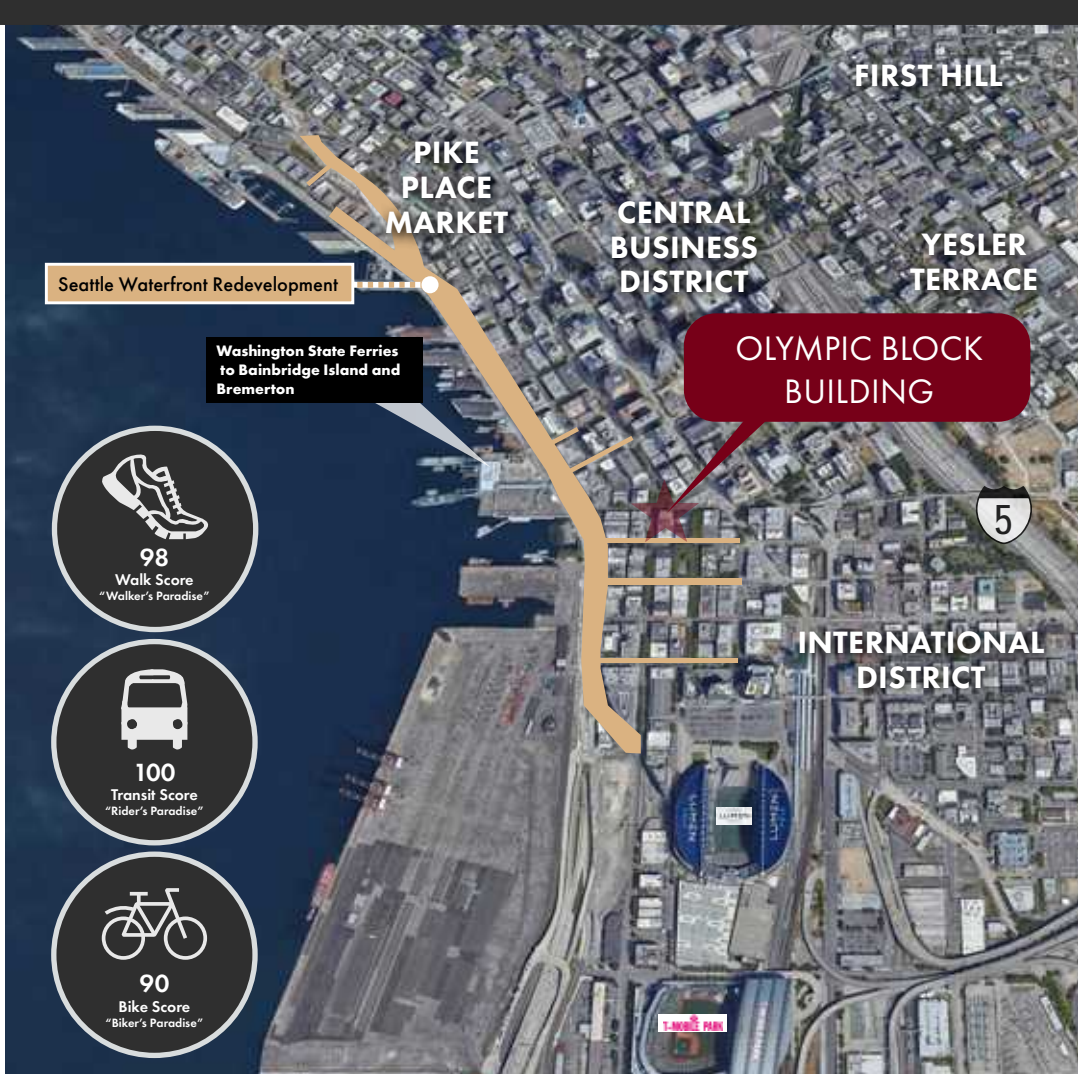 FIRST HILL
PIKE
PLACE
MARKET
CENTRAL
BUSINESS
DISTRICT
YESLER
TERRACE
Seattle Waterfront Redevelopment
OLYMPIC BLOCK
BUILDING
Washington State Ferries
to Bainbridge Island and
Bremerton
5
98
Walk Score
“Walker's Paradise”
INTERNATIONAL
DISTRICT
100
Transit Score
“Rider's Paradise”
LUMEN
LUMEN
90
Bike Score
“Biker's Paradise”
T-MOBILE PARK